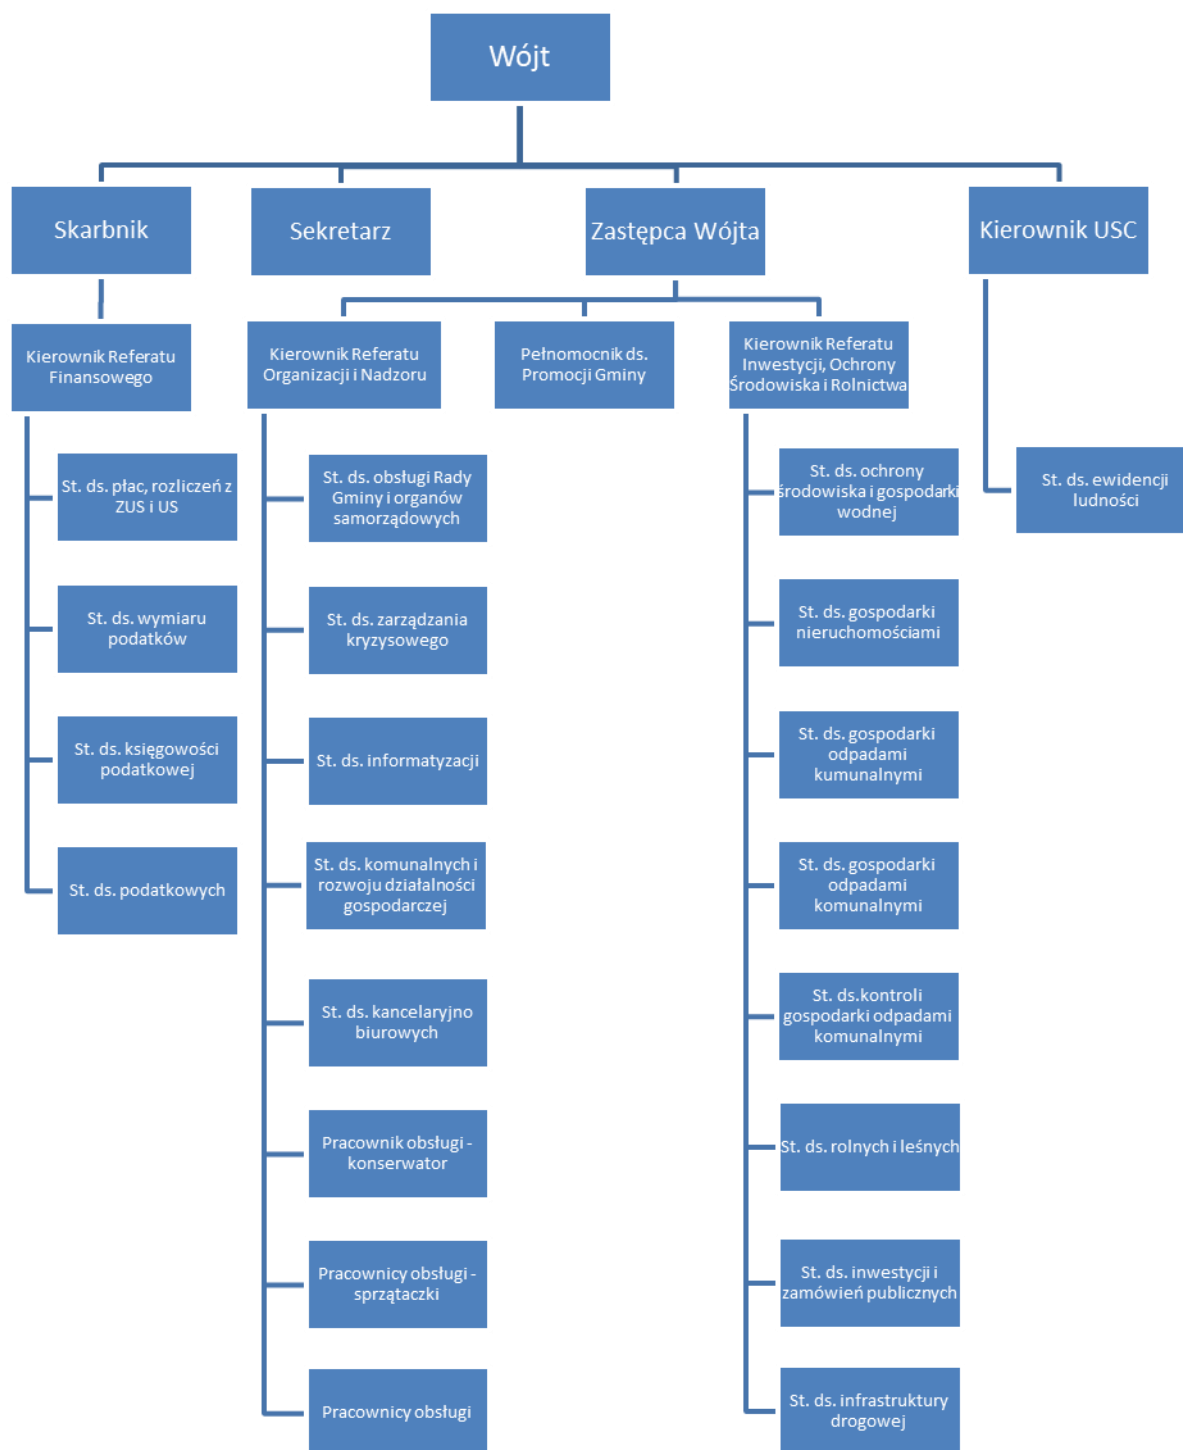 Wójt
Skarbnik
Sekretarz
Zastępca Wójta
Kierownik USC
Kierownik Referatu
Finansowego
Kierownik Referatu
Organizacji i Nadzoru
Pełnomocnik ds.
Promocji Gminy
Kierownik Referatu
Inwestycji, Ochrony
Środowiska i Rolnictwa
St. ds. płac, rozliczeń z
ZUS i US
St. ds. wymiaru
podatków
St. ds. księgowości
podatkowej
St. ds. podatkowych
St. ds. obsługi Rady
Gminy i organów
samorządowych
St. ds. zarządzania
kryzysowego
St. ds. informatyzacji
St. ds. komunalnych i
rozwoju działalności
gospodarczej
St. ds. kancelaryjno
biurowych
Pracownik obsługi -
konserwator
Pracownicy obsługi -
sprzątaczki
Pracownicy obsługi
St. ds. ochrony
środowiska i gospodarki
wodnej
St. ds. gospodarki
nieruchomościami
St. ds. gospodarki
odpadami
kumunalnymi
St. ds. gospodarki
odpadami
komunalnymi
St. ds.kontroli
gospodarki odpadami
komunalnymi
St. ds. rolnych i leśnych
St. ds. inwestycji i
zamówień publicznych
St. ds. infrastruktury
drogowej
St. ds. ewidencji
ludności